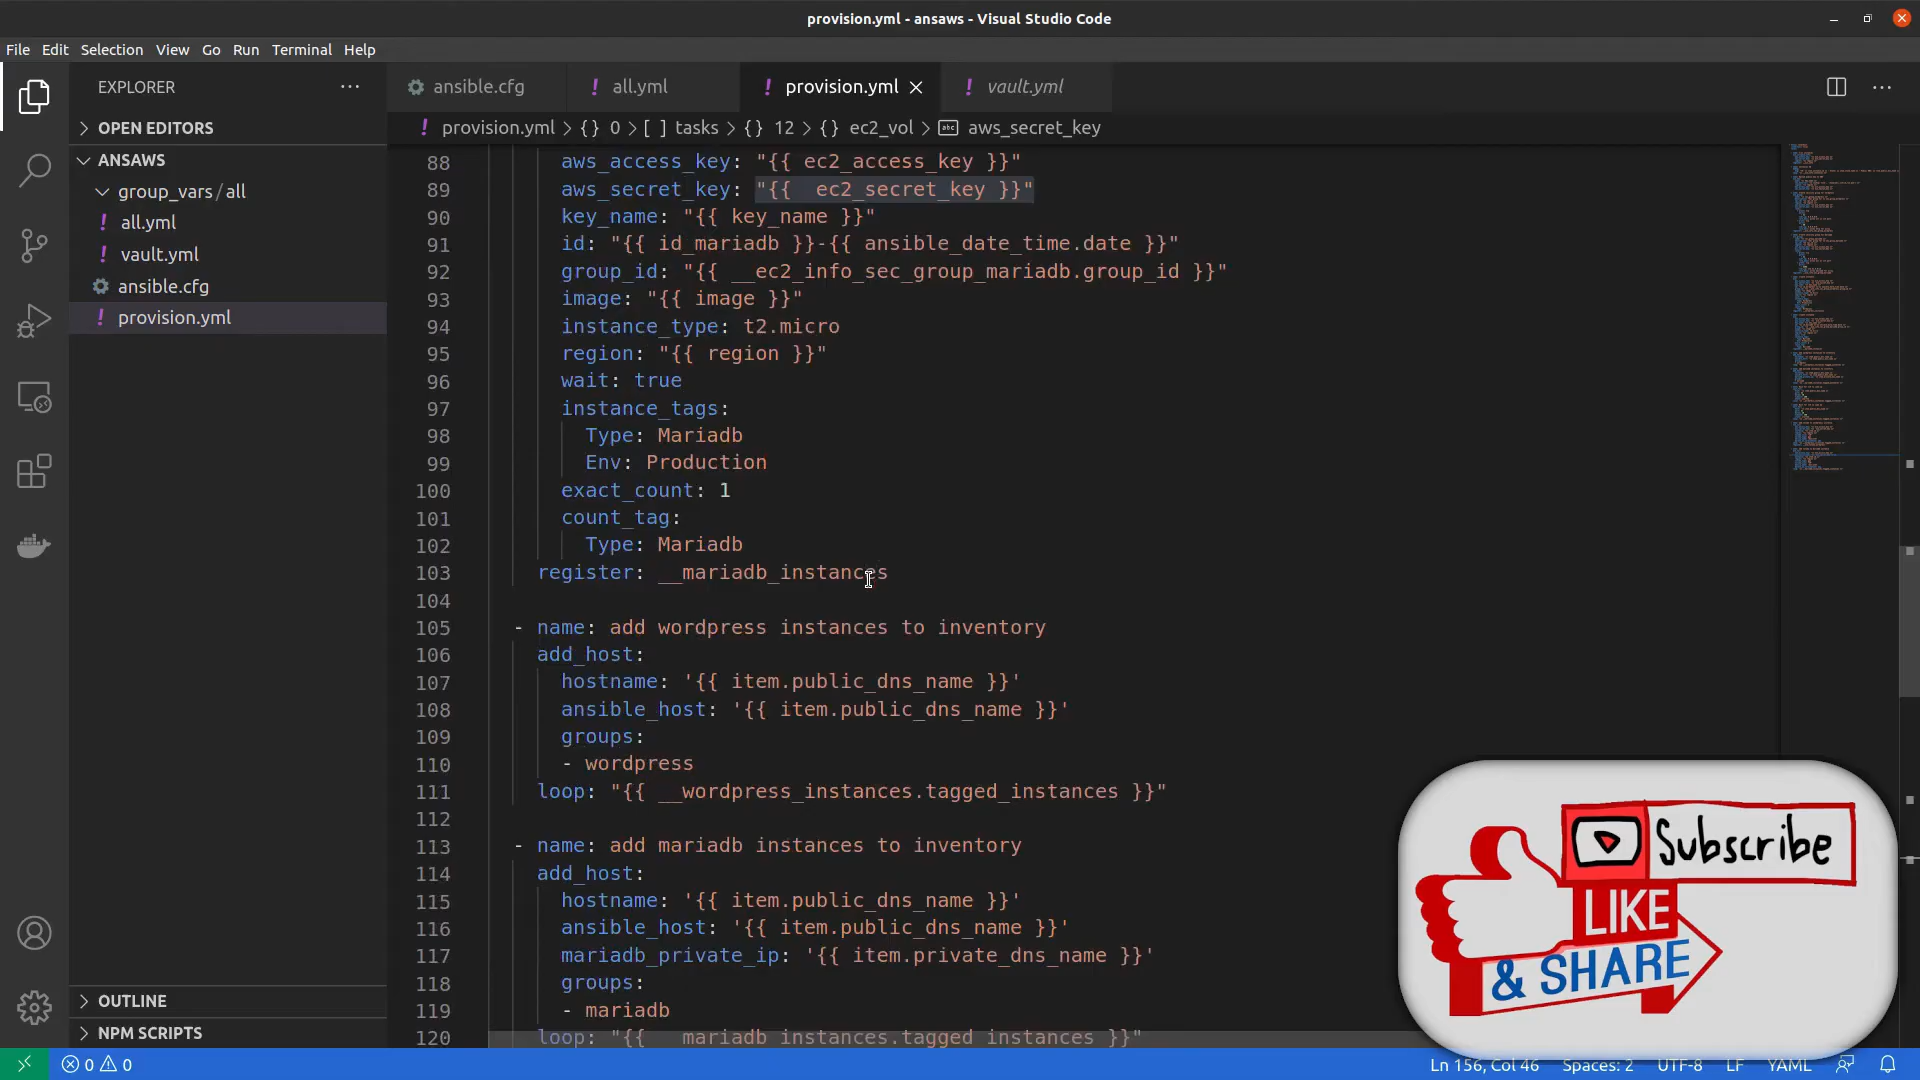 provision.yml - ansaws - Visual Studio Code
File Edit Selection View Go Run Terminal Help
EXPLORER
OPEN EDITORS
ANSAWS
group_vars / all
! all.yml
! vault.yml
ansible.cfg
! provision.yml
OUTLINE
NPM SCRIPTS
ansible.cfg ! all.yml ! provision.yml ! vault.yml
! provision.yml > {} 0 > [ ] tasks > {} 12 > {} ec2_vol > abc aws_secret_key
88 aws_access_key: "{{ ec2_access_key }}"
89 aws_secret_key: "{{  ec2_secret_key }}"
90 key_name: "{{ key_name }}"
91 id: "{{ id_mariadb }}-{{ ansible_date_time.date }}"
92 group_id: "{{ __ec2_info_sec_group_mariadb.group_id }}"
93 image: "{{ image }}"
94 instance_type: t2.micro
95 region: "{{ region }}"
96 wait: true
97 instance_tags:
98 Type: Mariadb
99 Env: Production
100 exact_count: 1
101 count_tag:
102 Type: Mariadb
103 register: __mariadb_instances
104
105 - name: add wordpress instances to inventory
106 add_host:
107 hostname: '{{ item.public_dns_name }}'
108 ansible_host: '{{ item.public_dns_name }}'
109 groups:
110 - wordpress
111 loop: "{{ __wordpress_instances.tagged_instances }}"
112
113 - name: add mariadb instances to inventory
114 add_host:
115 hostname: '{{ item.public_dns_name }}'
116 ansible_host: '{{ item.public_dns_name }}'
117 mariadb_private_ip: '{{ item.private_dns_name }}'
118 groups:
119 - mariadb
120 loop: "{{ __mariadb_instances.tagged_instances }}"
Subscribe
LIKE
& SHARE
0 0 Ln 156, Col 46 Spaces: 2 UTF-8 LF YAML